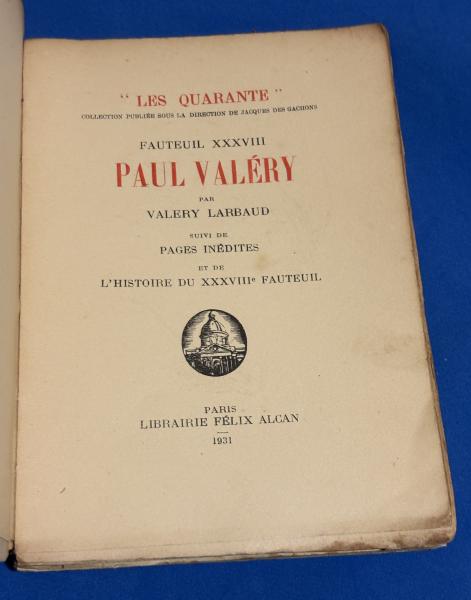 " LES QUARANTE "
COLLECTION PUBLIÉE SOUS LA DIRECTION DE JACQUES DES GACHONS
FAUTEUIL XXXVIII
PAUL VALÉRY
PAR
VALERY LARBAUD
SUIVI DE
PAGES INÉDITES
ET DE
L'HISTOIRE DU XXXVIIIe FAUTEUIL
PARIS
LIBRAIRIE FÉLIX ALCAN
1931